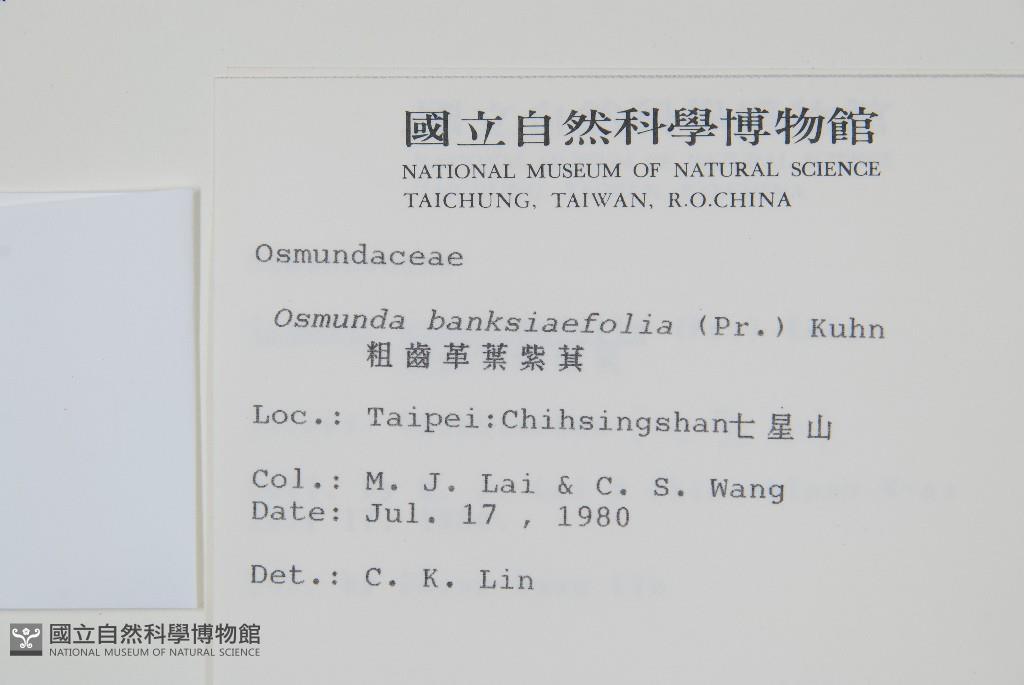 國立自然科學博物館
NATIONAL MUSEUM OF NATURAL SCIENCE
TAICHUNG, TAIWAN, R.O.CHINA
Osmundaceae
Osmunda banksiaefolia (Pr.) Kuhn
粗齒革葉紫萁
Loc.: Taipei:Chihsingshan七星山
Col.: M. J. Lai & C. S. Wang
Date: Jul. 17 , 1980
Det.: C. K. Lin
國立自然科學博物館
NATIONAL MUSEUM OF NATURAL SCIENCE